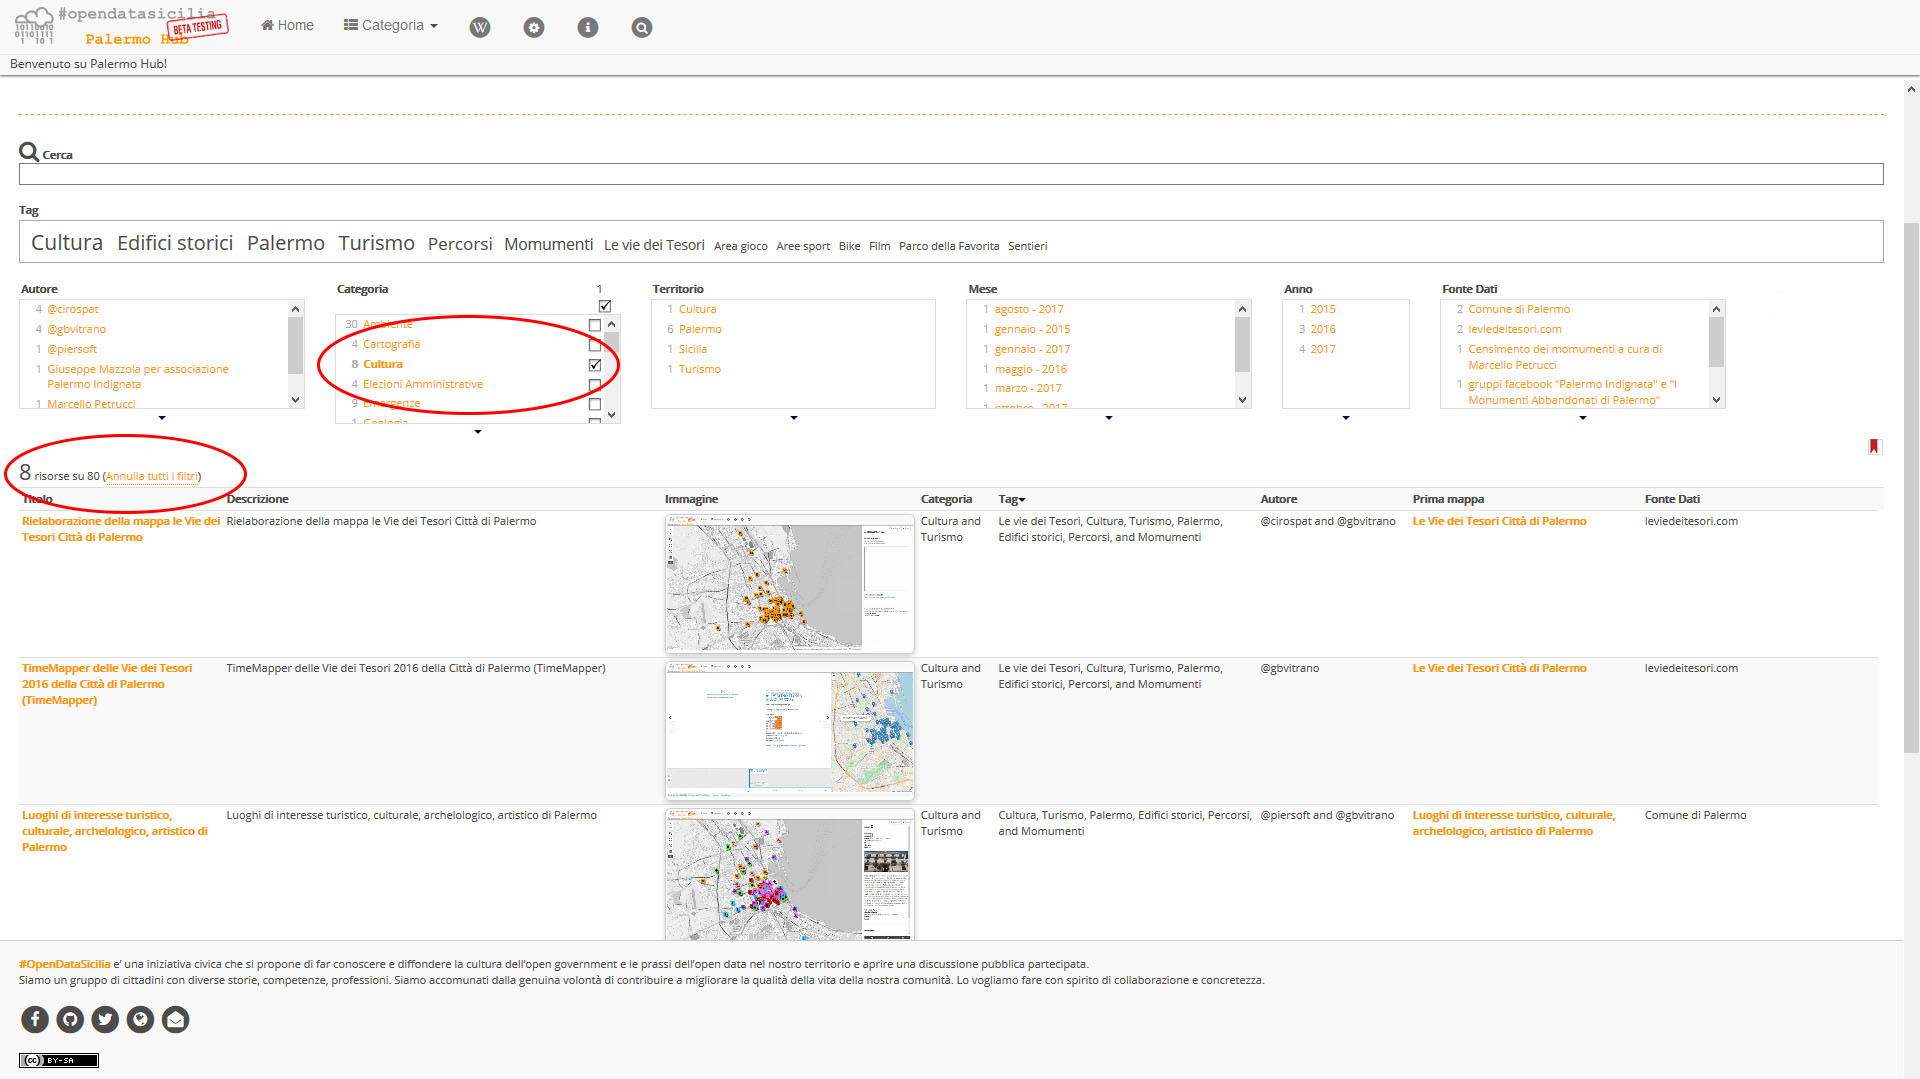 #opendatasicilia
Palermo Hub
BETA TESTING
Home
Categoria
Benvenuto su Palermo Hub!
Cerca
Tag
Cultura Edifici storici Palermo Turismo Percorsi Momumenti Le vie dei Tesori Area gioco Aree sport Bike Film Parco della Favorita Sentieri
Autore
4 @cirospat
4 @gbvitrano
1 @piersoft
1 Giuseppe Mazzola per associazione
Palermo Indignata
1 Marcello Petrucci
Categoria 1
30 Ambiente
4 Cartografia
8 Cultura
4 Elezioni Amministrative
9 Emergenze
1 Geologia
Territorio
1 Cultura
6 Palermo
1 Sicilia
1 Turismo
Mese
1 agosto - 2017
1 gennaio - 2015
1 gennaio - 2017
1 maggio - 2016
1 marzo - 2017
1 ottobre - 2017
Anno
1 2015
3 2016
4 2017
Fonte Dati
2 Comune di Palermo
2 leviedeitesori.com
1 Censimento dei momumenti a cura di
Marcello Petrucci
1 gruppi facebook "Palermo Indignata" e "I
Monumenti Abbandonati di Palermo"
8 risorse su 80 (Annulla tutti i filtri)
Titolo Descrizione Immagine Categoria Tag Autore Prima mappa Fonte Dati
Rielaborazione della mappa le Vie dei
Tesori Città di Palermo
Rielaborazione della mappa le Vie dei Tesori Città di Palermo
Cultura and
Turismo
Le vie dei Tesori, Cultura, Turismo, Palermo,
Edifici storici, Percorsi, and Momumenti
@cirospat and @gbvitrano
Le Vie dei Tesori Città di Palermo
leviedeitesori.com
TimeMapper delle Vie dei Tesori
2016 della Città di Palermo
(TimeMapper)
TimeMapper delle Vie dei Tesori 2016 della Città di Palermo (TimeMapper)
Cultura and
Turismo
Le vie dei Tesori, Cultura, Turismo, Palermo,
Edifici storici, Percorsi, and Momumenti
@gbvitrano
Le Vie dei Tesori Città di Palermo
leviedeitesori.com
Luoghi di interesse turistico,
culturale, archelologico, artistico di
Palermo
Luoghi di interesse turistico, culturale, archelologico, artistico di Palermo
Cultura and
Turismo
Cultura, Turismo, Palermo, Edifici storici, Percorsi,
and Momumenti
@piersoft and @gbvitrano
Luoghi di interesse turistico, culturale,
archelologico, artistico di Palermo
Comune di Palermo
#OpenDataSicilia e' una iniziativa civica che si propone di far conoscere e diffondere la cultura dell'open government e le prassi dell'open data nel nostro territorio e aprire una discussione pubblica partecipata.
Siamo un gruppo di cittadini con diverse storie, competenze, professioni. Siamo accomunati dalla genuina volontà di contribuire a migliorare la qualità della vita della nostra comunità. Lo vogliamo fare con spirito di collaborazione e concretezza.
cc BY-SA